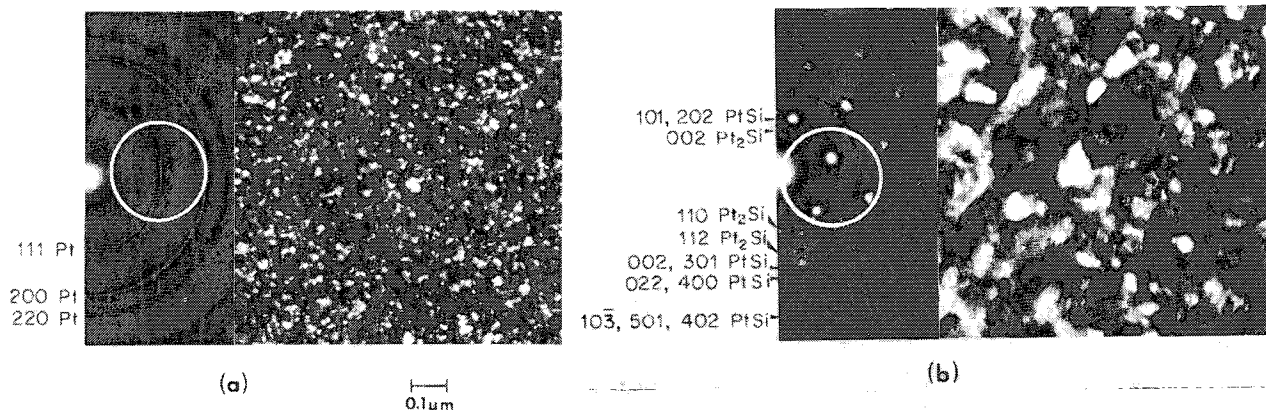 111 Pt
200 Pt
220 Pt
(a)
0.1μm
101, 202 PtSi
002 Pt₂Si
110 Pt₂Si
112 Pt₂Si
002, 301 PtSi
022, 400 PtSi
103̅, 501, 402 PtSi
(b)